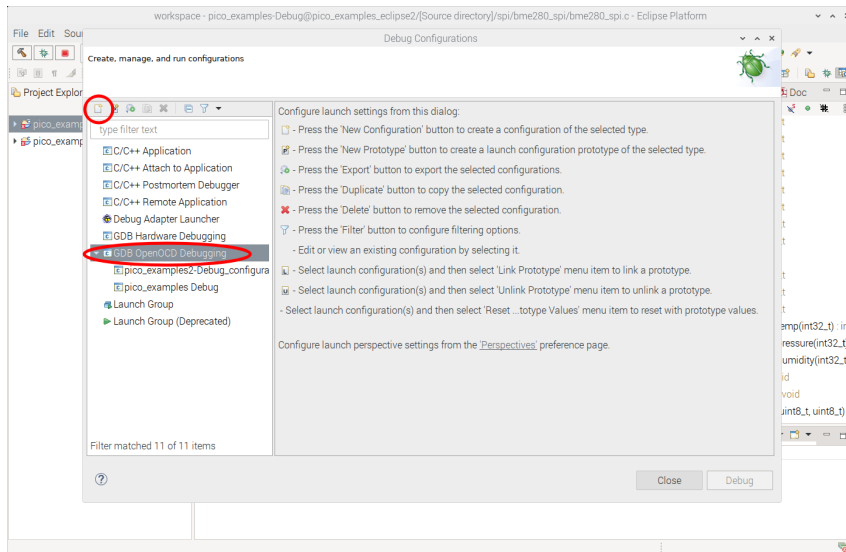 workspace - pico_examples-Debug@pico_examples_eclipse2/[Source directory]/spi/bme280_spi/bme280_spi.c - Eclipse Platform
File Edit Sou
Debug Configurations
Create, manage, and run configurations
Project Explor
Doc
type filter text
pico_examp
pico_examp
C/C++ Application
C/C++ Attach to Application
C/C++ Postmortem Debugger
C/C++ Remote Application
Debug Adapter Launcher
GDB Hardware Debugging
GDB OpenOCD Debugging
pico_examples2-Debug_configura
pico_examples Debug
Launch Group
Launch Group (Deprecated)
Filter matched 11 of 11 items
Configure launch settings from this dialog:
- Press the 'New Configuration' button to create a configuration of the selected type.
- Press the 'New Prototype' button to create a launch configuration prototype of the selected type.
- Press the 'Export' button to export the selected configurations.
- Press the 'Duplicate' button to copy the selected configuration.
- Press the 'Delete' button to remove the selected configuration.
- Press the 'Filter' button to configure filtering options.
- Edit or view an existing configuration by selecting it.
- Select launch configuration(s) and then select 'Link Prototype' menu item to link a prototype.
- Select launch configuration(s) and then select 'Unlink Prototype' menu item to unlink a prototype.
- Select launch configuration(s) and then select 'Reset ...totype Values' menu item to reset with prototype values.
Configure launch perspective settings from the 'Perspectives' preference page.
emp(int32_t) : in
ressure(int32_t
umidity(int32_t
id
void
uint8_t, uint8_t)
Close
Debug